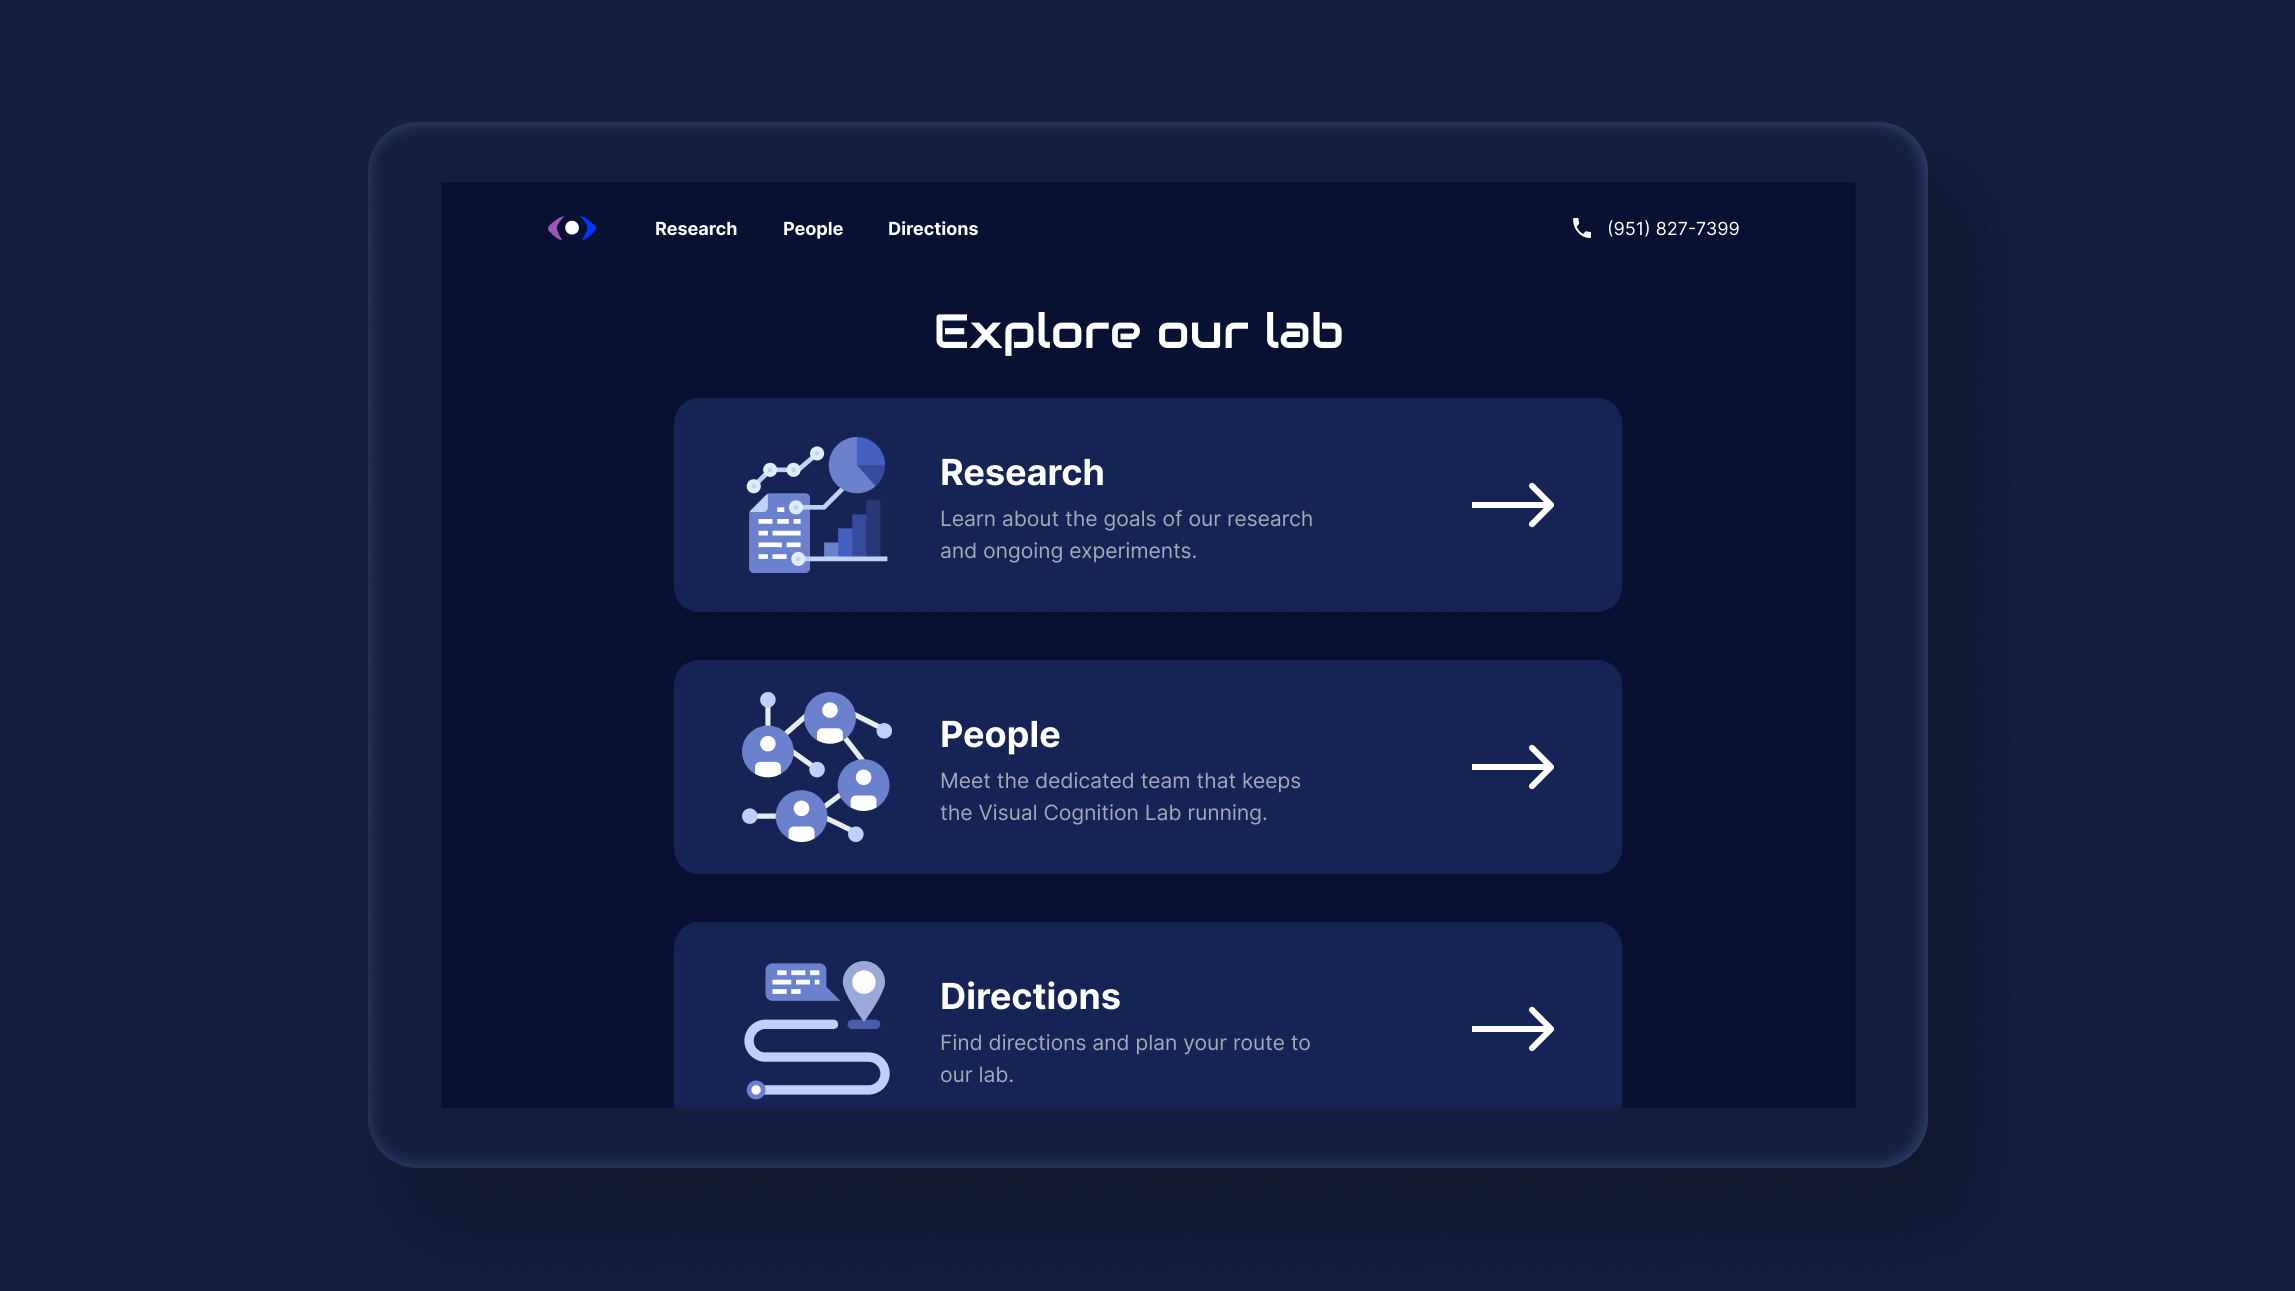 Research People Directions (951) 827-7399
Explore our lab
Research
Learn about the goals of our research
and ongoing experiments.
People
Meet the dedicated team that keeps
the Visual Cognition Lab running.
Directions
Find directions and plan your route to
our lab.